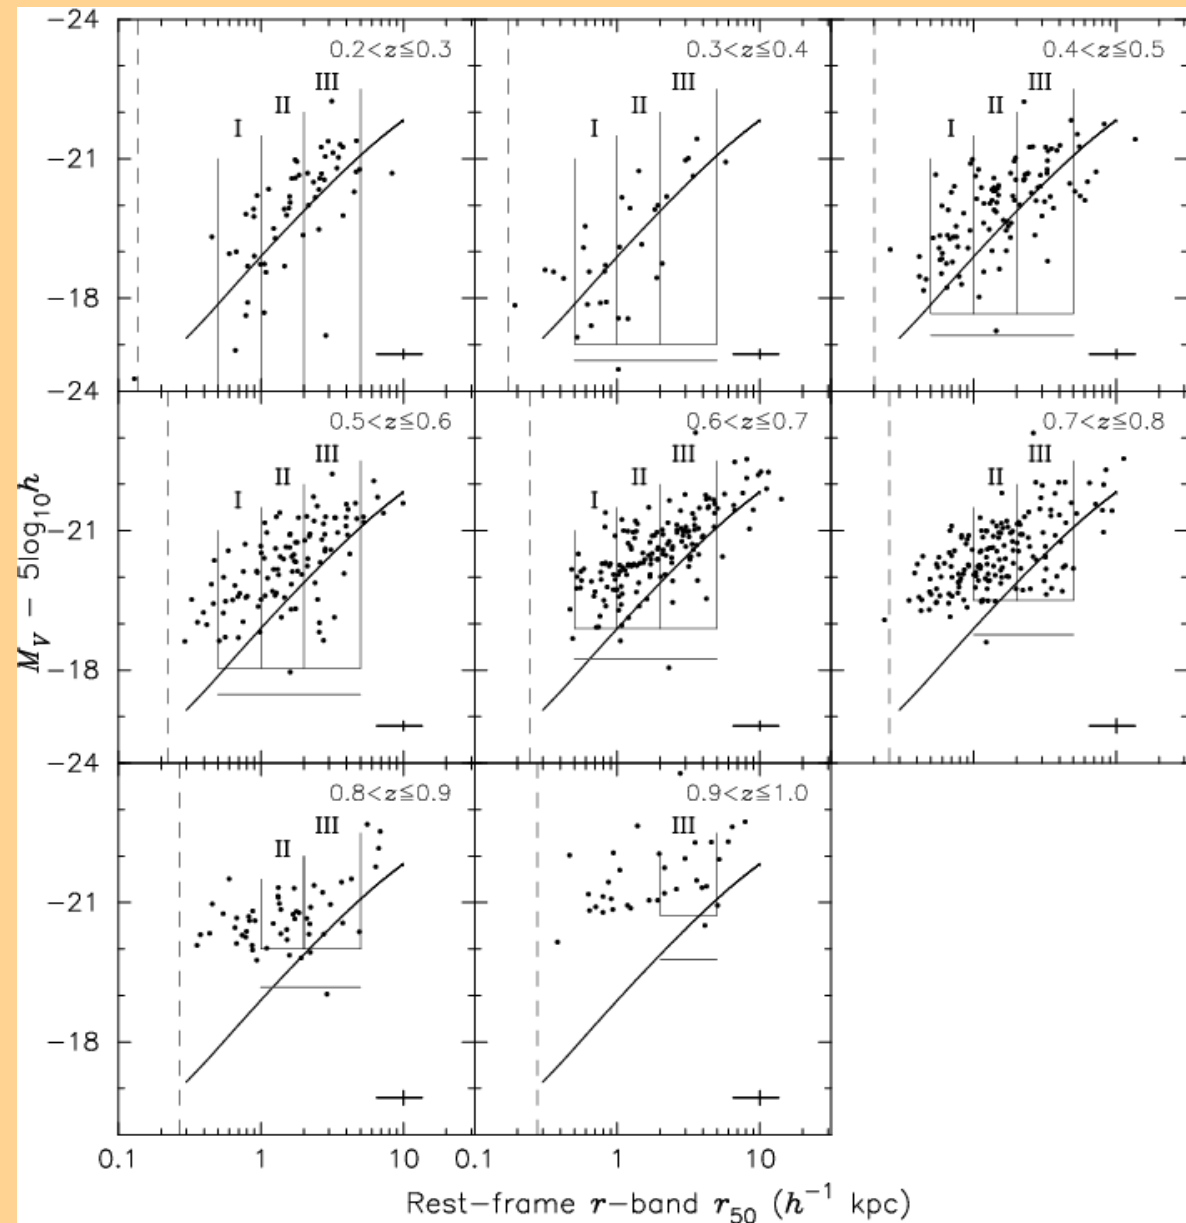 -24
0.2<z≦0.3
0.3<z≦0.4
0.4<z≦0.5
III
III
III
II
II
II
I
I
I
-21
-18
-24
0.5<z≦0.6
0.6<z≦0.7
0.7<z≦0.8
III
III
III
II
II
II
I
I
-21
-18
M_V − 5log₁₀h
-24
0.8<z≦0.9
0.9<z≦1.0
III
III
II
-21
-18
0.1 1 10 0.1 1 10
Rest−frame r−band r₅₀ (h⁻¹ kpc)